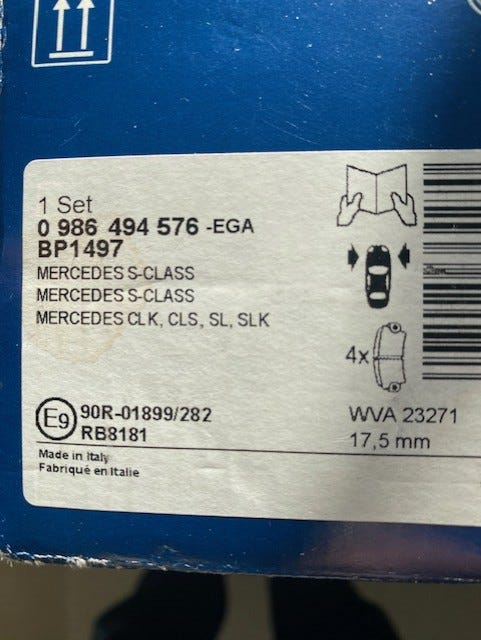 1 Set
0 986 494 576 -EGA
BP1497
MERCEDES S-CLASS
MERCEDES S-CLASS
MERCEDES CLK, CLS, SL, SLK
4x
E9 90R-01899/282
RB8181
WVA 23271
17,5 mm
Made in Italy
Fabriqué en Italie